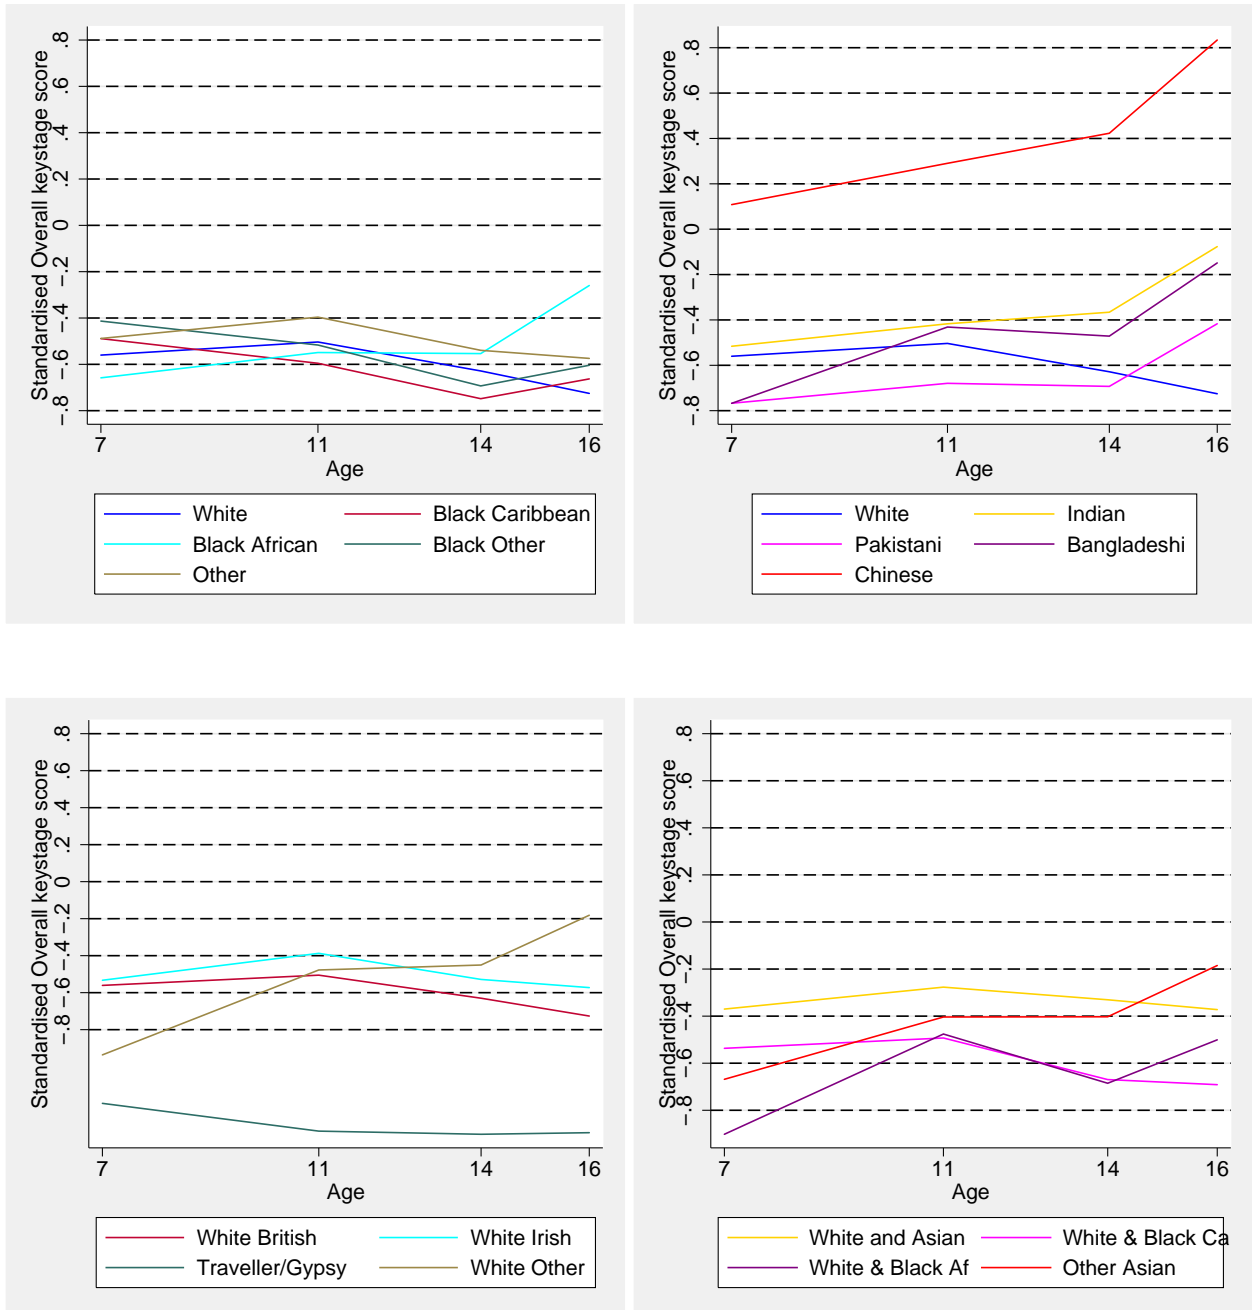 Standardised Overall keystage score
.8
.6
.4
.2
0
−.2
−.4
−.6
−.8
7
11
14
16
Age
White
Black Caribbean
Black African
Black Other
Other
Standardised Overall keystage score
.8
.6
.4
.2
0
−.2
−.4
−.6
−.8
7
11
14
16
Age
White
Indian
Pakistani
Bangladeshi
Chinese
Standardised Overall keystage score
.8
.6
.4
.2
0
−.2
−.4
−.6
−.8
7
11
14
16
Age
White British
White Irish
Traveller/Gypsy
White Other
Standardised Overall keystage score
.8
.6
.4
.2
0
−.2
−.4
−.6
−.8
7
11
14
16
Age
White and Asian
White & Black Ca
White & Black Af
Other Asian